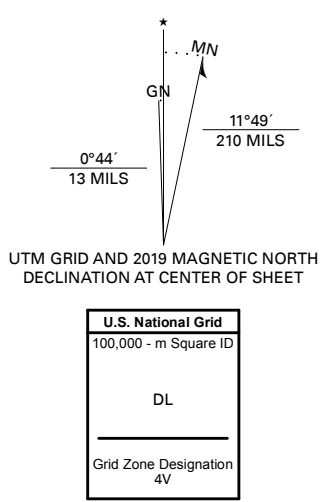 ★
MN
GN
11°49´
210 MILS
0°44´
13 MILS
UTM GRID AND 2019 MAGNETIC NORTH
DECLINATION AT CENTER OF SHEET
U.S. National Grid
100,000 - m Square ID
DL
Grid Zone Designation
4V